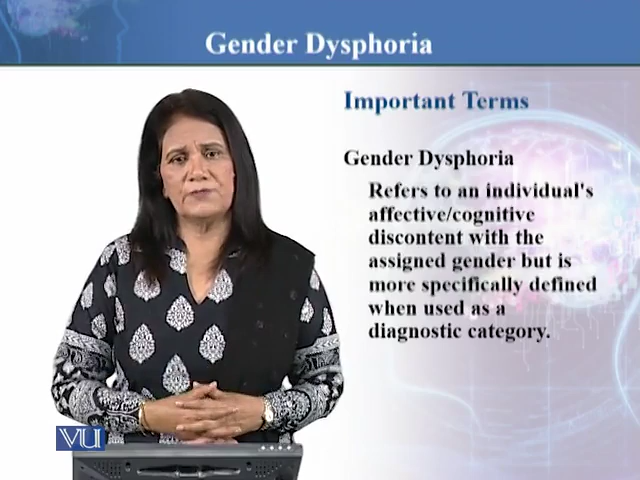 Gender Dysphoria
Important Terms
Gender Dysphoria
Refers to an individual's
affective/cognitive
discontent with the
assigned gender but is
more specifically defined
when used as a
diagnostic category.
VU